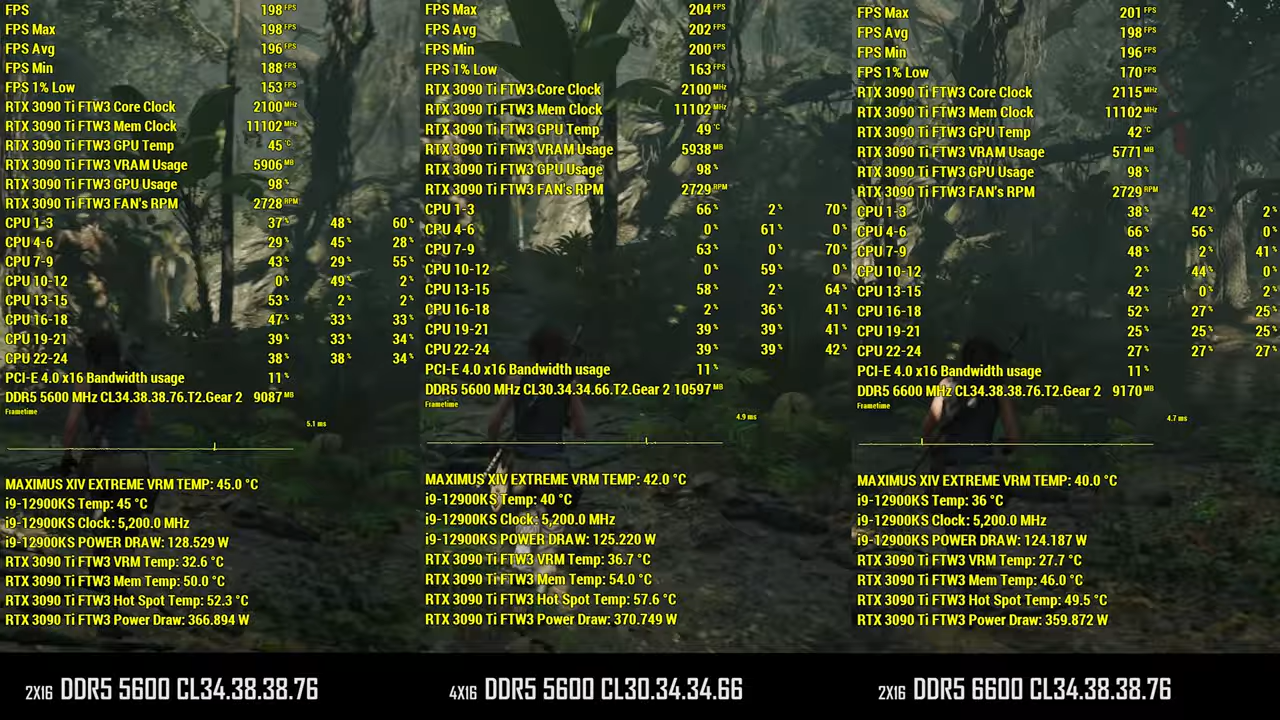 FPS 198 FPS
FPS Max 198 FPS
FPS Avg 196 FPS
FPS Min 188 FPS
FPS 1% Low 153 FPS
RTX 3090 Ti FTW3 Core Clock 2100 MHz
RTX 3090 Ti FTW3 Mem Clock 11102 MHz
RTX 3090 Ti FTW3 GPU Temp 45 °C
RTX 3090 Ti FTW3 VRAM Usage 5906 MB
RTX 3090 Ti FTW3 GPU Usage 98 %
RTX 3090 Ti FTW3 FAN's RPM 2728 RPM
CPU 1-3 37 % 48 % 60 %
CPU 4-6 29 % 45 % 28 %
CPU 7-9 43 % 29 % 55 %
CPU 10-12 0 % 49 % 2 %
CPU 13-15 53 % 2 % 2 %
CPU 16-18 47 % 33 % 33 %
CPU 19-21 39 % 33 % 34 %
CPU 22-24 38 % 38 % 34 %
PCI-E 4.0 x16 Bandwidth usage 11 %
DDR5 5600 MHz CL34.38.38.76.T2.Gear 2 9087 MB
Frametime
5.1 ms
MAXIMUS XIV EXTREME VRM TEMP: 45.0 °C
i9-12900KS Temp: 45 °C
i9-12900KS Clock: 5,200.0 MHz
i9-12900KS POWER DRAW: 128.529 W
RTX 3090 Ti FTW3 VRM Temp: 32.6 °C
RTX 3090 Ti FTW3 Mem Temp: 50.0 °C
RTX 3090 Ti FTW3 Hot Spot Temp: 52.3 °C
RTX 3090 Ti FTW3 Power Draw: 366.894 W
2X16 DDR5 5600 CL34.38.38.76
FPS Max 204 FPS
FPS Avg 202 FPS
FPS Min 200 FPS
FPS 1% Low 163 FPS
RTX 3090 Ti FTW3 Core Clock 2100 MHz
RTX 3090 Ti FTW3 Mem Clock 11102 MHz
RTX 3090 Ti FTW3 GPU Temp 49 °C
RTX 3090 Ti FTW3 VRAM Usage 5938 MB
RTX 3090 Ti FTW3 GPU Usage 98 %
RTX 3090 Ti FTW3 FAN's RPM 2729 RPM
CPU 1-3 66 % 2 % 70 %
CPU 4-6 0 % 61 % 0 %
CPU 7-9 63 % 0 % 70 %
CPU 10-12 0 % 59 % 0 %
CPU 13-15 58 % 2 % 64 %
CPU 16-18 2 % 36 % 41 %
CPU 19-21 39 % 39 % 41 %
CPU 22-24 39 % 39 % 42 %
PCI-E 4.0 x16 Bandwidth usage 11 %
DDR5 5600 MHz CL30.34.34.66.T2.Gear 2 10597 MB
Frametime
4.9 ms
MAXIMUS XIV EXTREME VRM TEMP: 42.0 °C
i9-12900KS Temp: 40 °C
i9-12900KS Clock: 5,200.0 MHz
i9-12900KS POWER DRAW: 125.220 W
RTX 3090 Ti FTW3 VRM Temp: 36.7 °C
RTX 3090 Ti FTW3 Mem Temp: 54.0 °C
RTX 3090 Ti FTW3 Hot Spot Temp: 57.6 °C
RTX 3090 Ti FTW3 Power Draw: 370.749 W
4X16 DDR5 5600 CL30.34.34.66
FPS Max 201 FPS
FPS Avg 198 FPS
FPS Min 196 FPS
FPS 1% Low 170 FPS
RTX 3090 Ti FTW3 Core Clock 2115 MHz
RTX 3090 Ti FTW3 Mem Clock 11102 MHz
RTX 3090 Ti FTW3 GPU Temp 42 °C
RTX 3090 Ti FTW3 VRAM Usage 5771 MB
RTX 3090 Ti FTW3 GPU Usage 98 %
RTX 3090 Ti FTW3 FAN's RPM 2729 RPM
CPU 1-3 38 % 42 % 2 %
CPU 4-6 66 % 56 % 0 %
CPU 7-9 48 % 2 % 41 %
CPU 10-12 2 % 44 % 0 %
CPU 13-15 42 % 0 % 2 %
CPU 16-18 52 % 27 % 25 %
CPU 19-21 25 % 25 % 25 %
CPU 22-24 27 % 27 % 27 %
PCI-E 4.0 x16 Bandwidth usage 11 %
DDR5 6600 MHz CL34.38.38.76.T2.Gear 2 9170 MB
Frametime
4.7 ms
MAXIMUS XIV EXTREME VRM TEMP: 40.0 °C
i9-12900KS Temp: 36 °C
i9-12900KS Clock: 5,200.0 MHz
i9-12900KS POWER DRAW: 124.187 W
RTX 3090 Ti FTW3 VRM Temp: 27.7 °C
RTX 3090 Ti FTW3 Mem Temp: 46.0 °C
RTX 3090 Ti FTW3 Hot Spot Temp: 49.5 °C
RTX 3090 Ti FTW3 Power Draw: 359.872 W
2X16 DDR5 6600 CL34.38.38.76